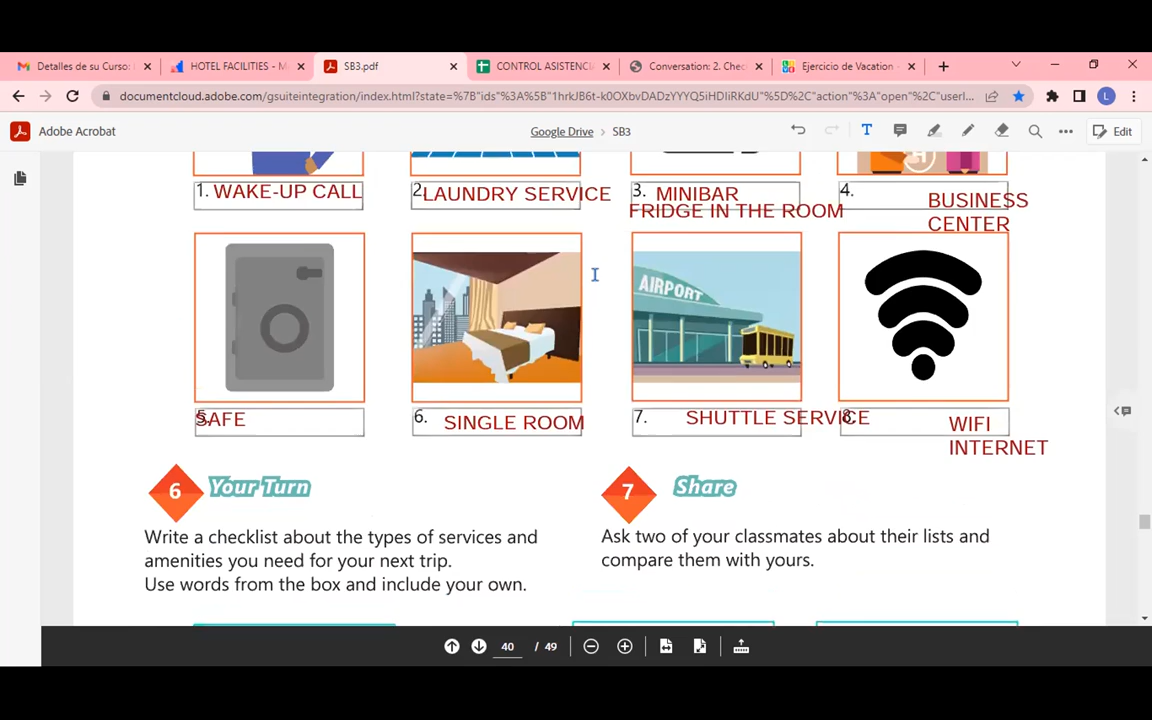 Detalles de su Curso:
HOTEL FACILITIES - M
SB3.pdf
CONTROL ASISTENC
Conversation: 2. Chec
Ejercicio de Vacation -
documentcloud.adobe.com/gsuiteintegration/index.html?state=%7B"ids"%3A%5B"1hrkJB6t-k0OXbvDADzYYYQ5iHDIiRKdU"%5D%2C"action"%3A"open"%2C"userI
L
Adobe Acrobat
Google Drive > SB3
Edit
1. WAKE-UP CALL
2 LAUNDRY SERVICE
3. MINIBAR
FRIDGE IN THE ROOM
4. BUSINESS
CENTER
AIRPORT
5. SAFE
6. SINGLE ROOM
7. SHUTTLE SERVICE
8. WIFI
INTERNET
6 Your Turn
Write a checklist about the types of services and
amenities you need for your next trip.
Use words from the box and include your own.
7 Share
Ask two of your classmates about their lists and
compare them with yours.
40 / 49